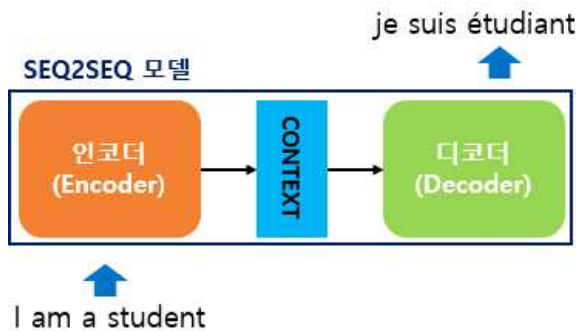 je suis étudiant
SEQ2SEQ 모델
인코더
(Encoder)
CONTEXT
디코더
(Decoder)
I am a student